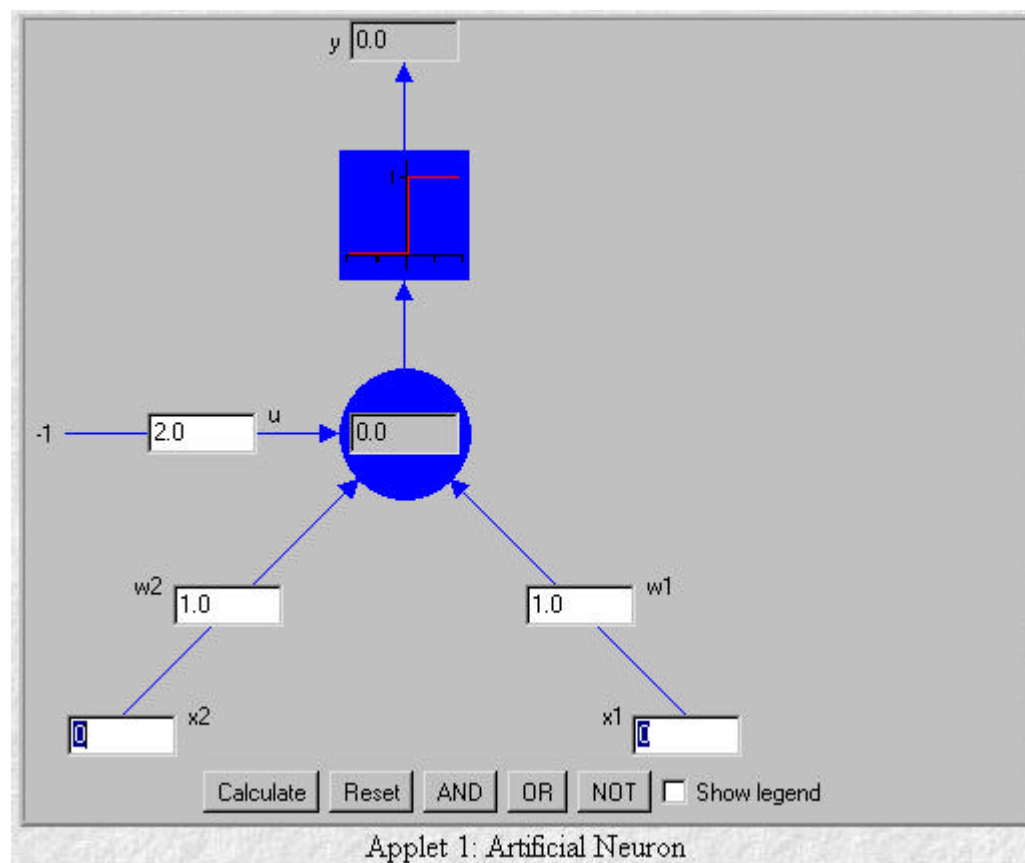 y 0.0
u
-1 2.0 0.0
w2 1.0 1.0 w1
0 x2 x1 0
Calculate Reset AND OR NOT Show legend
Applet 1: Artificial Neuron